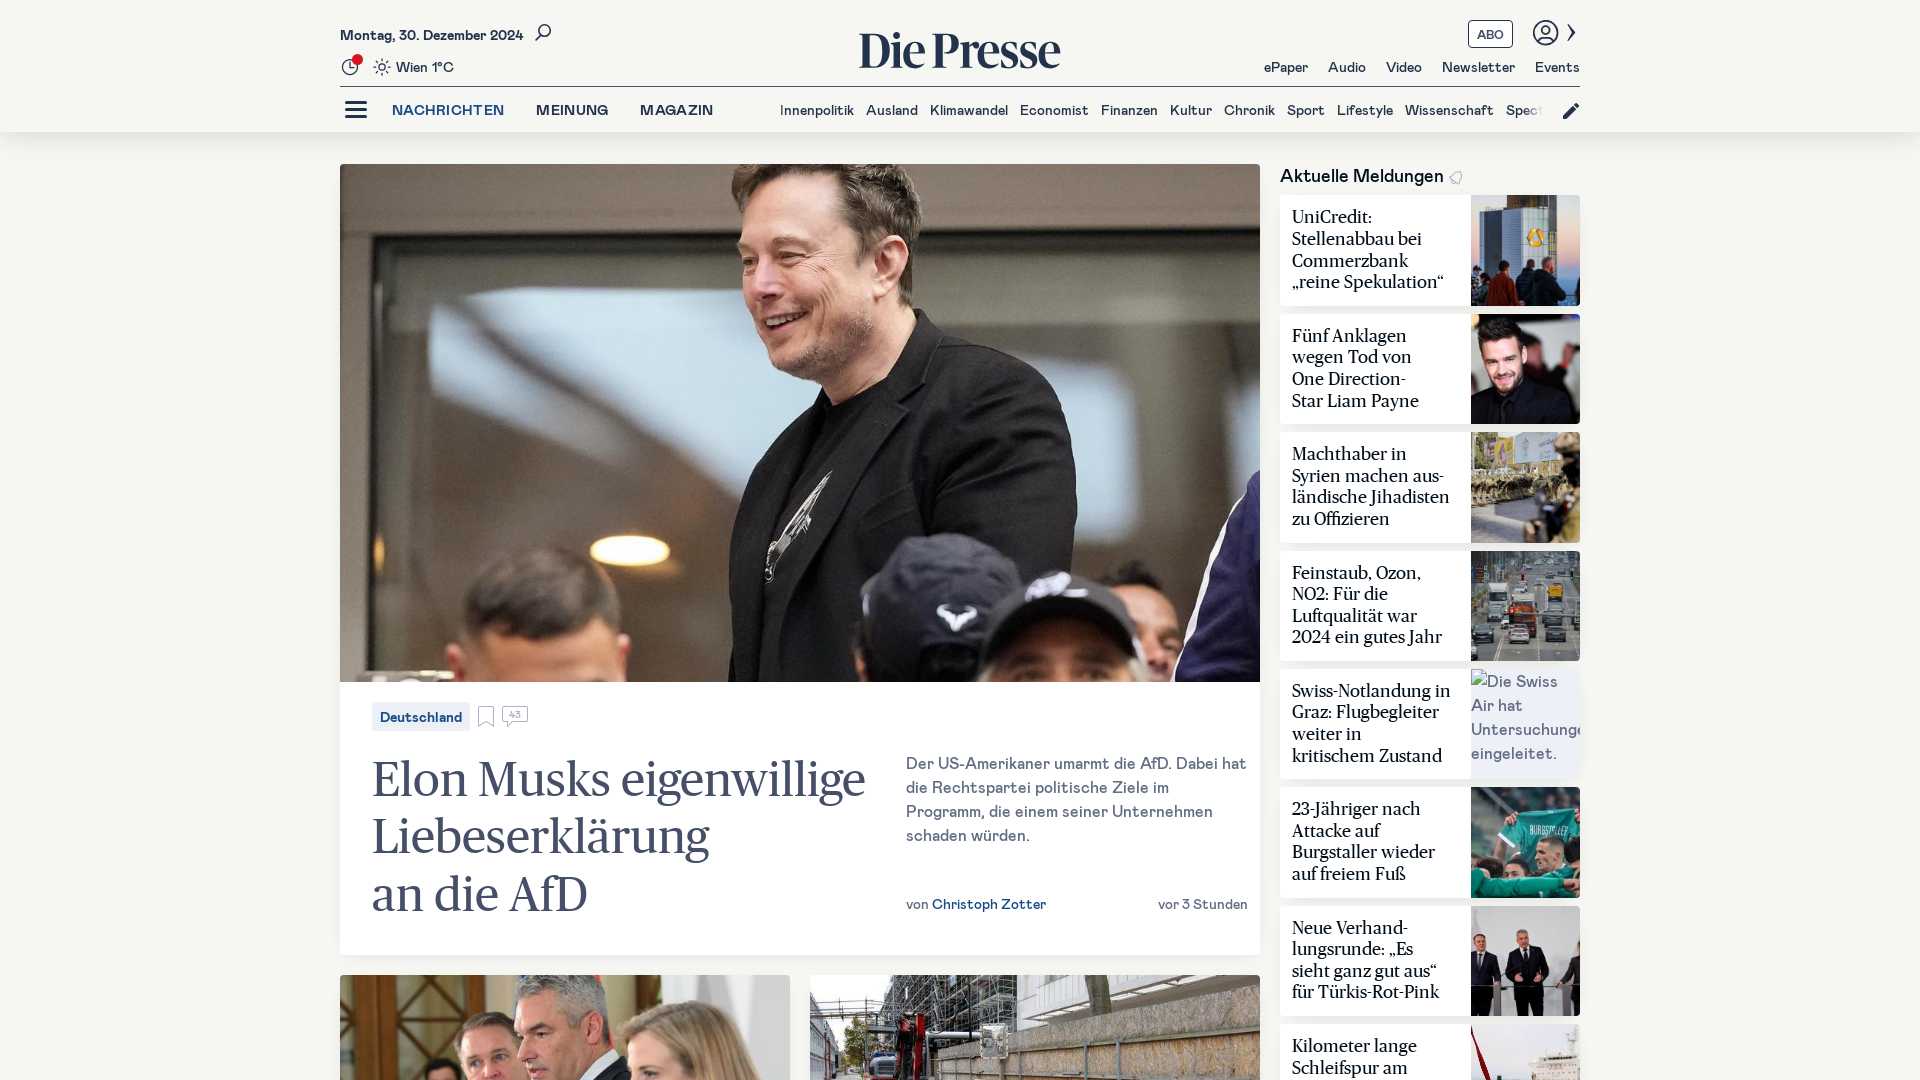 Montag, 30. Dezember 2024
Die Presse
ABO
Wien 1°C
ePaper Audio Video Newsletter Events
NACHRICHTEN MEINUNG MAGAZIN
Innenpolitik Ausland Klimawandel Economist Finanzen Kultur Chronik Sport Lifestyle Wissenschaft Spect
Deutschland
43
Elon Musks eigenwillige
Liebeserklärung
an die AfD
Der US-Amerikaner umarmt die AfD. Dabei hat
die Rechtspartei politische Ziele im
Programm, die einem seiner Unternehmen
schaden würden.
von Christoph Zotter
vor 3 Stunden
Aktuelle Meldungen
UniCredit:
Stellenabbau bei
Commerzbank
„reine Spekulation“
Fünf Anklagen
wegen Tod von
One Direction-
Star Liam Payne
Machthaber in
Syrien machen aus-
ländische Jihadisten
zu Offizieren
Feinstaub, Ozon,
NO2: Für die
Luftqualität war
2024 ein gutes Jahr
Swiss-Notlandung in
Graz: Flugbegleiter
weiter in
kritischem Zustand
Die Swiss
Air hat
Untersuchunge
eingeleitet.
23-Jähriger nach
Attacke auf
Burgstaller wieder
auf freiem Fuß
BURGSTALLER
Neue Verhand-
lungsrunde: „Es
sieht ganz gut aus“
für Türkis-Rot-Pink
Kilometer lange
Schleifspur am